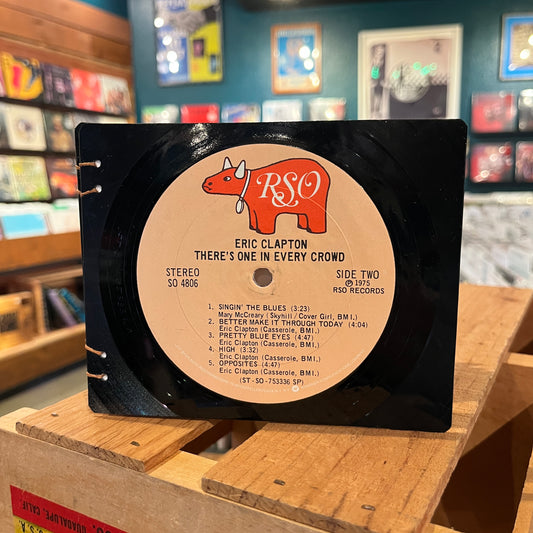 RSO
ERIC CLAPTON
THERE'S ONE IN EVERY CROWD
STEREO
SO 4806
SIDE TWO
℗ 1975
RSO RECORDS
1. SINGIN' THE BLUES (3:23)
Mary McCreary (Skyhill/Cover Girl, BMI.)
2. BETTER MAKE IT THROUGH TODAY (4:04)
Eric Clapton (Casserole, BMI.)
3. PRETTY BLUE EYES (4:47)
Eric Clapton (Casserole, BMI.)
4. HIGH (3:32)
Eric Clapton (Casserole, BMI.)
5. OPPOSITES (4:47)
Eric Clapton (Casserole, BMI.)
(ST-SO-753336 SP)
GUADALUPE, CALIF.